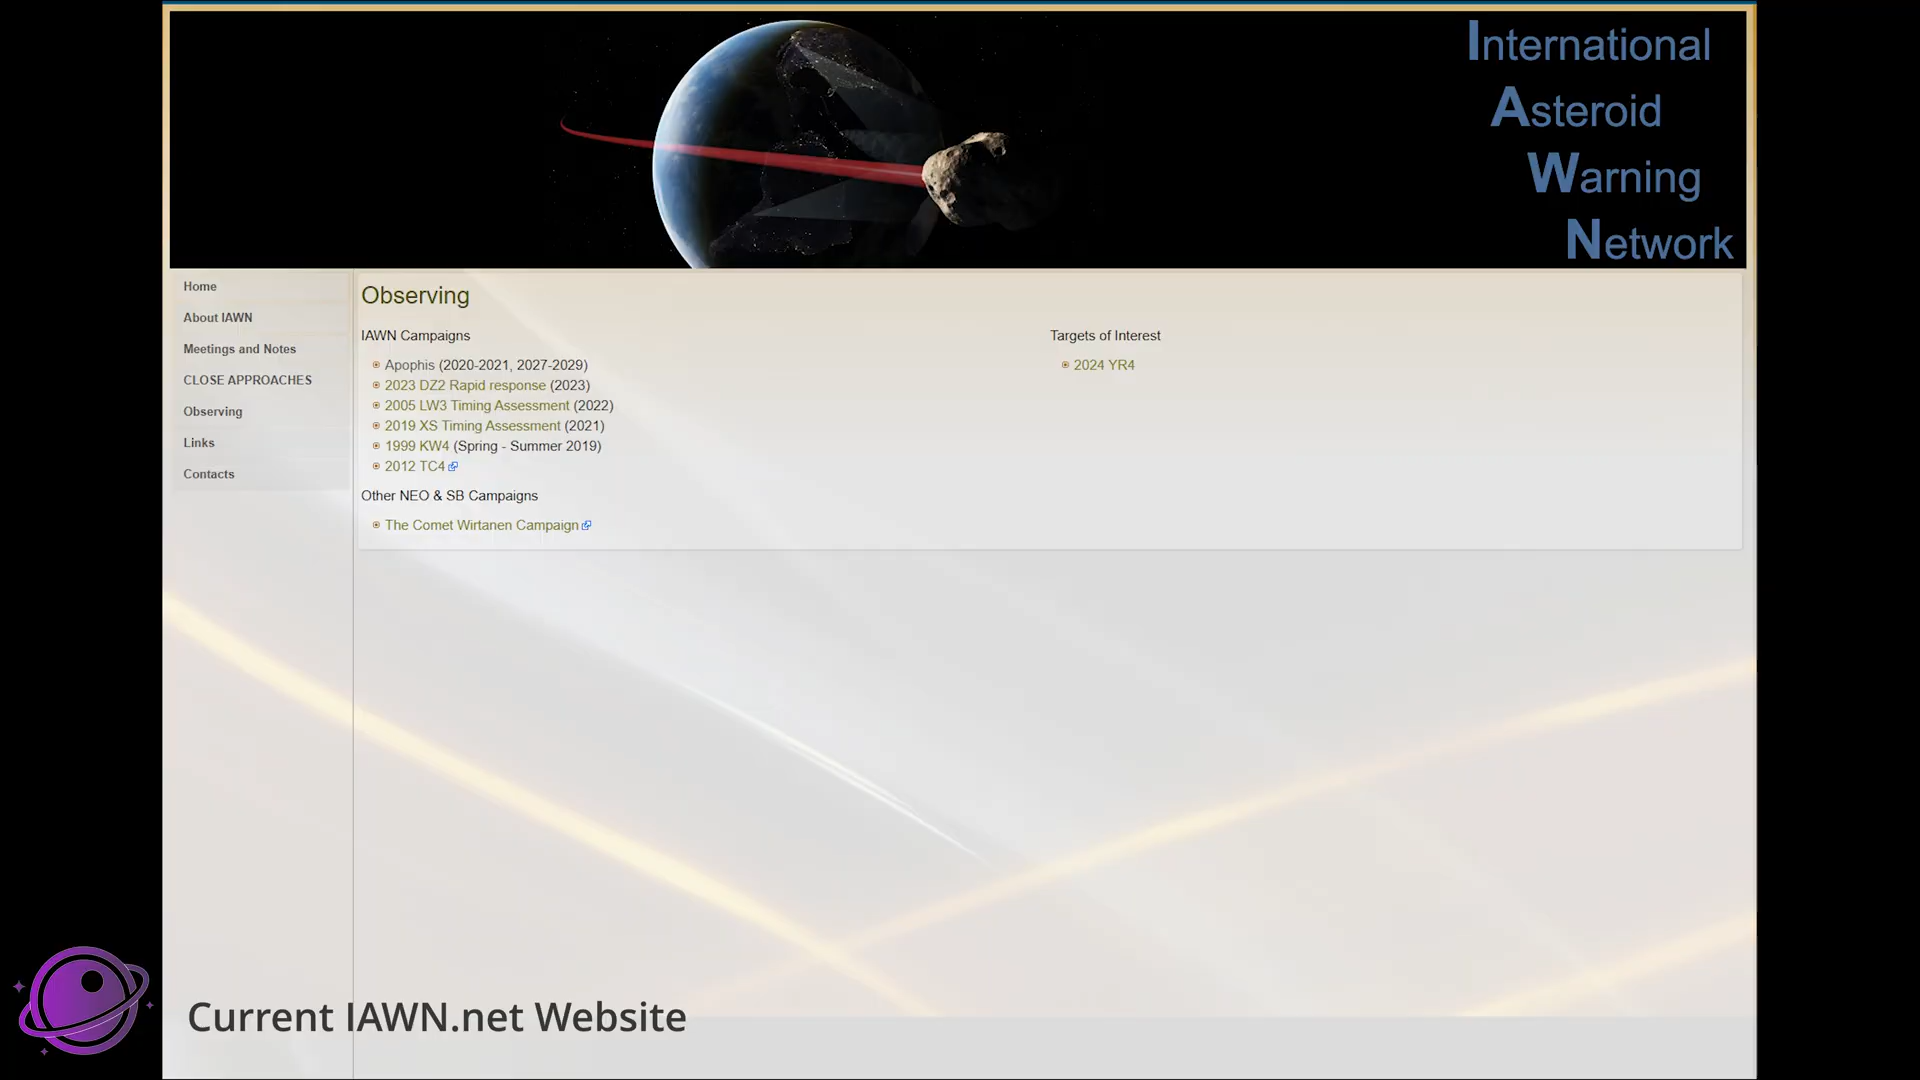 International
Asteroid
Warning
Network
Home
About IAWN
Meetings and Notes
CLOSE APPROACHES
Observing
Links
Contacts
Observing
IAWN Campaigns
Apophis (2020-2021, 2027-2029)
2023 DZ2 Rapid response (2023)
2005 LW3 Timing Assessment (2022)
2019 XS Timing Assessment (2021)
1999 KW4 (Spring - Summer 2019)
2012 TC4
Other NEO & SB Campaigns
The Comet Wirtanen Campaign
Targets of Interest
2024 YR4
Current IAWN.net Website